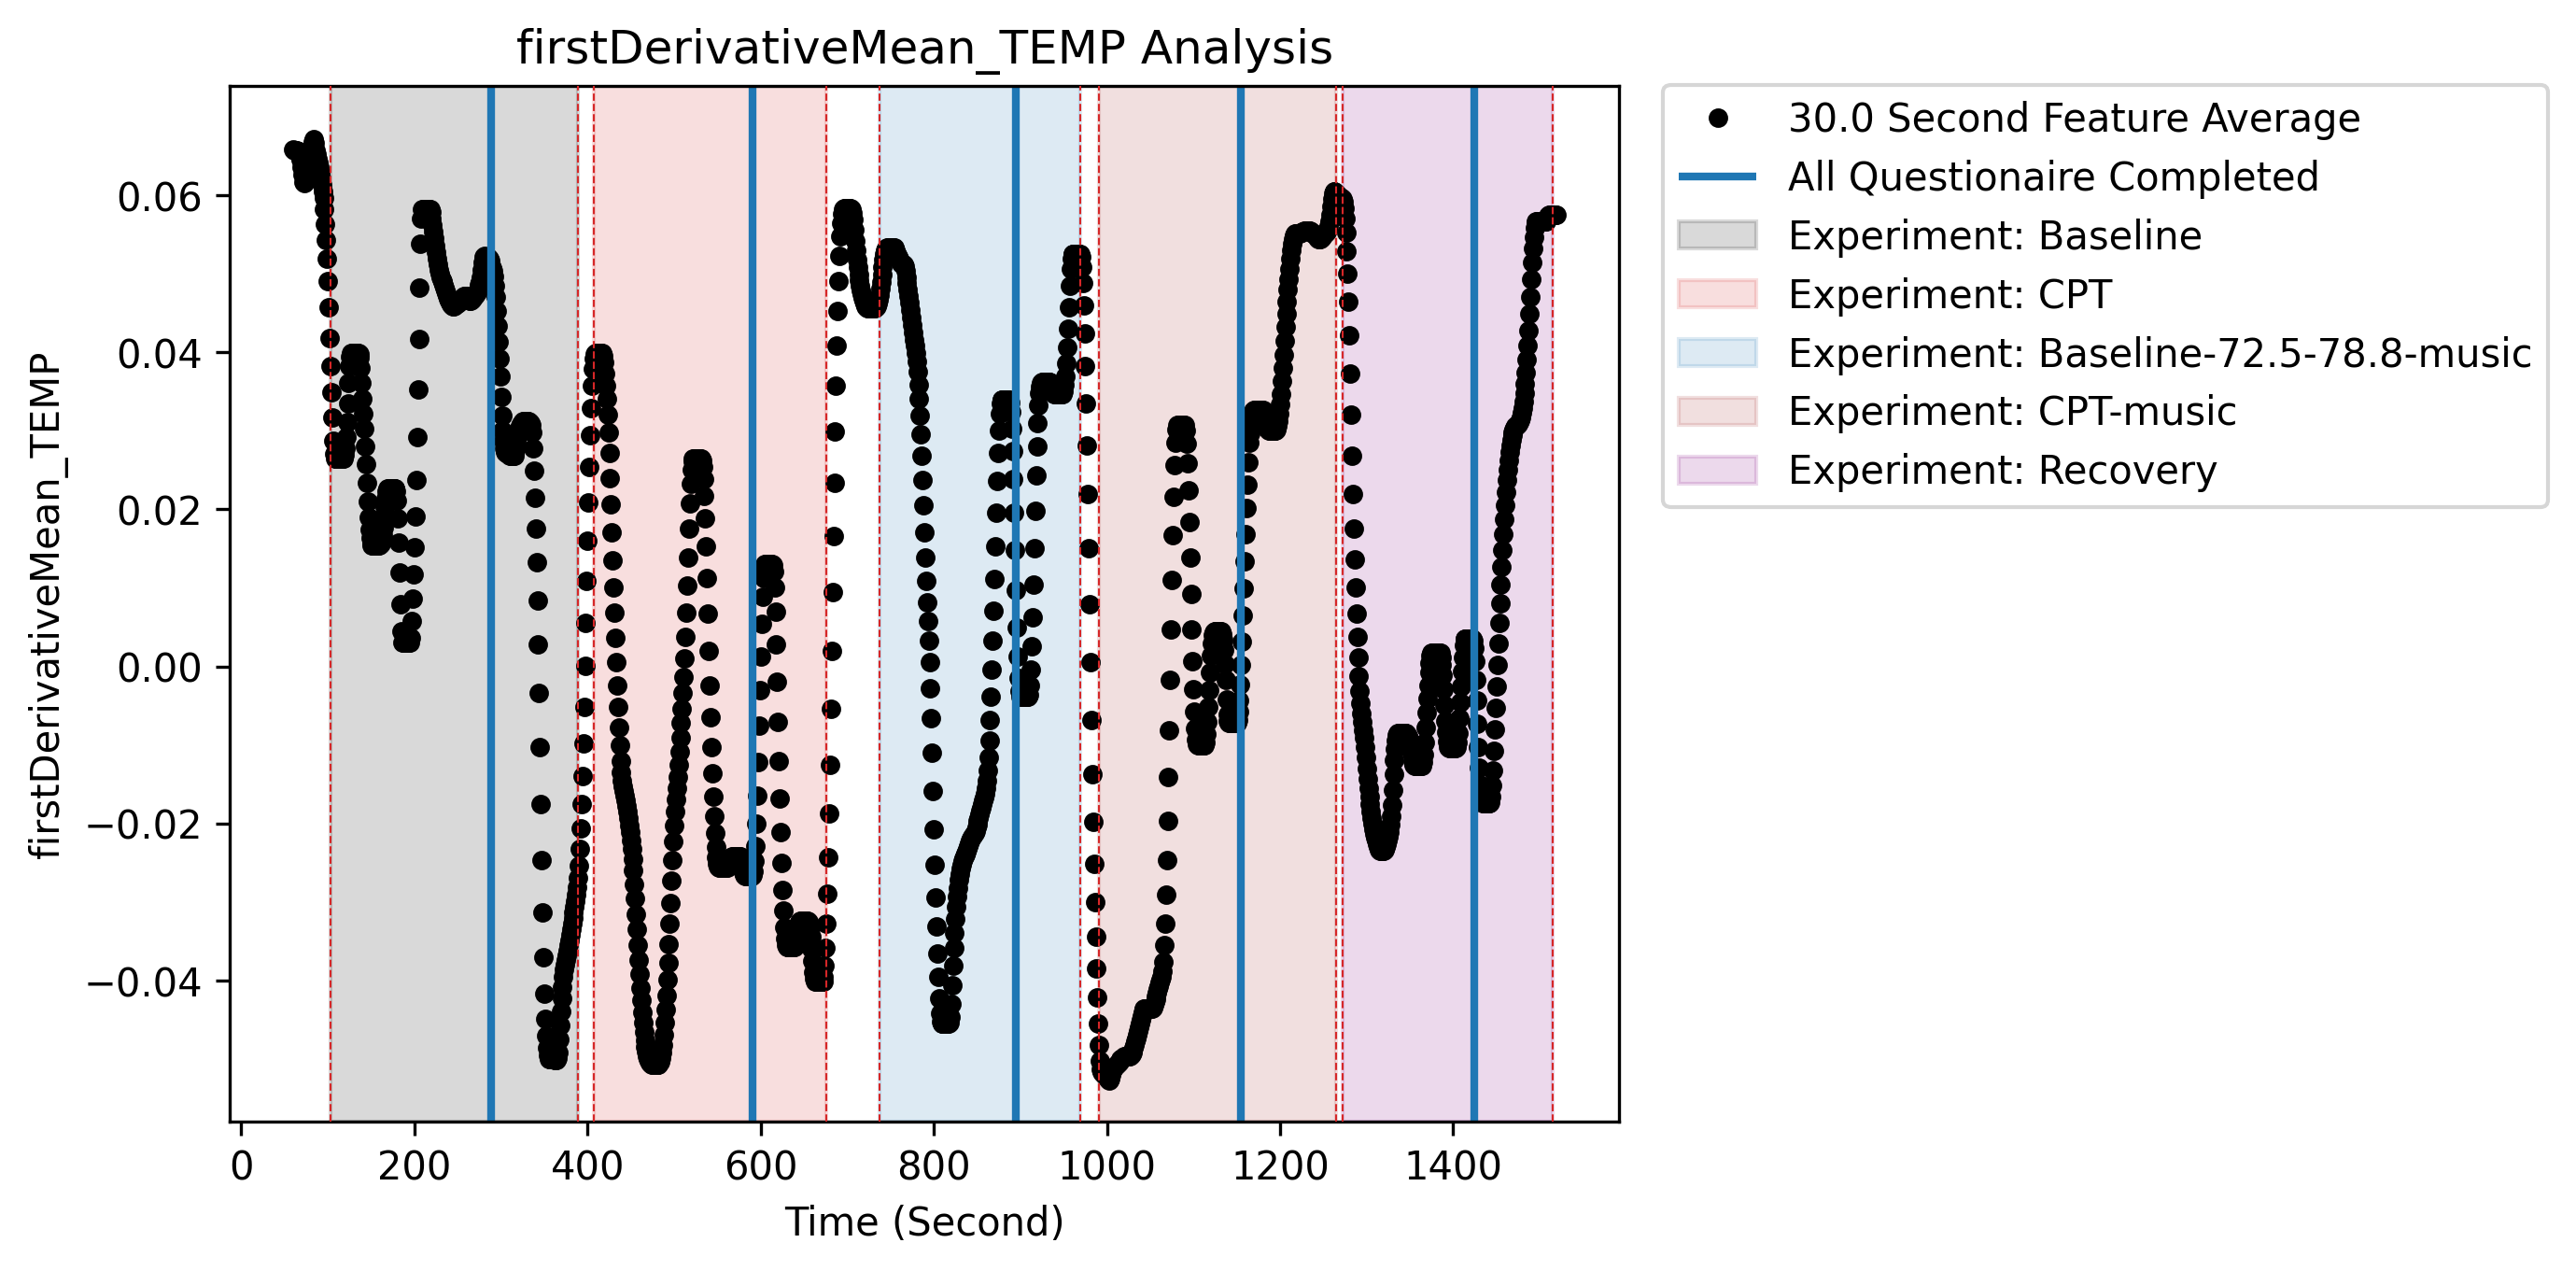 firstDerivativeMean_TEMP Analysis
firstDerivativeMean_TEMP
0.06
0.04
0.02
0.00
−0.02
−0.04
0 200 400 600 800 1000 1200 1400
Time (Second)
30.0 Second Feature Average
All Questionaire Completed
Experiment: Baseline
Experiment: CPT
Experiment: Baseline-72.5-78.8-music
Experiment: CPT-music
Experiment: Recovery